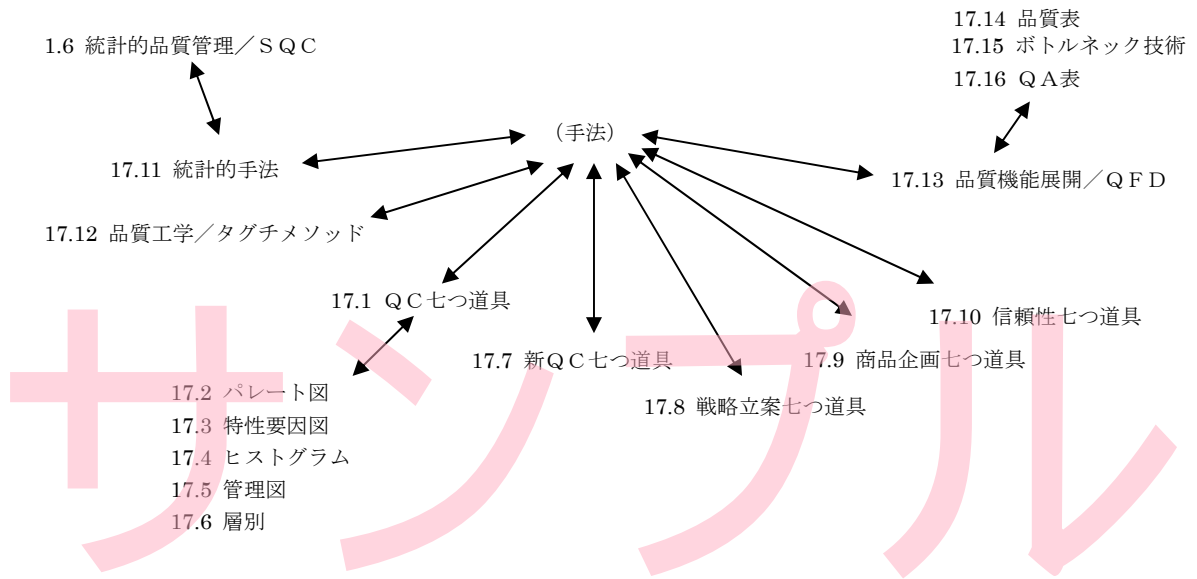 17.14 品質表
1.6 統計的品質管理／ＳＱＣ
17.15 ボトルネック技術
17.16 ＱＡ表
（手法）
17.11 統計的手法
17.13 品質機能展開／ＱＦＤ
17.12 品質工学／タグチメソッド
17.1 ＱＣ七つ道具
17.10 信頼性七つ道具
17.7 新ＱＣ七つ道具
17.9 商品企画七つ道具
17.2 パレート図
17.8 戦略立案七つ道具
17.3 特性要因図
17.4 ヒストグラム
17.5 管理図
17.6 層別
サンプル